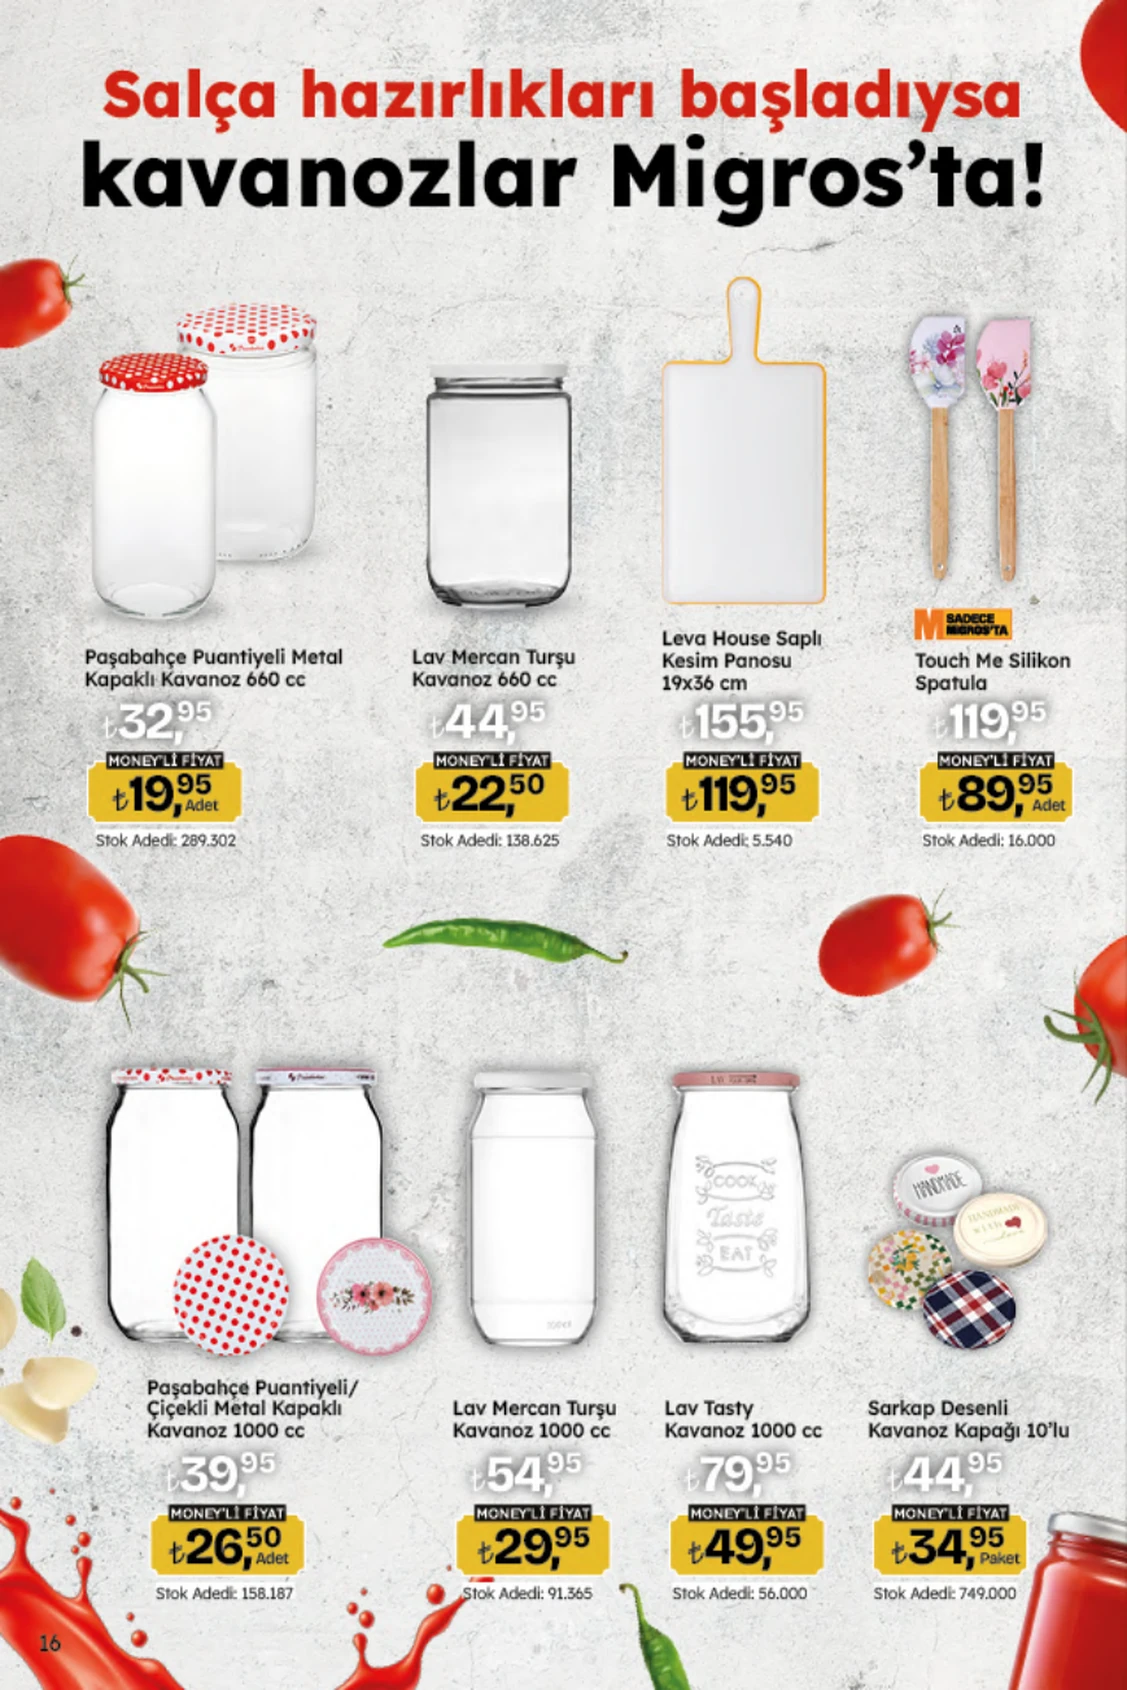 Salça hazırlıkları başladıysa
kavanozlar Migros'ta!
Paşabahçe Puantiyeli Metal
Kapaklı Kavanoz 660 cc
₺32,95
MONEY'Lİ FİYAT
₺19,95 Adet
Stok Adedi: 289.302
Lav Mercan Turşu
Kavanoz 660 cc
₺44,95
MONEY'Lİ FİYAT
₺22,50
Stok Adedi: 138.625
Leva House Saplı
Kesim Panosu
19x36 cm
₺155,95
MONEY'Lİ FİYAT
₺119,95
Stok Adedi: 5.540
M SADECE
MİGROS'TA
Touch Me Silikon
Spatula
₺119,95
MONEY'Lİ FİYAT
₺89,95 Adet
Stok Adedi: 16.000
Paşabahçe Puantiyeli/
Çiçekli Metal Kapaklı
Kavanoz 1000 cc
₺39,95
MONEY'Lİ FİYAT
₺26,50 Adet
Stok Adedi: 158.187
Lav Mercan Turşu
Kavanoz 1000 cc
₺54,95
MONEY'Lİ FİYAT
₺29,95
Stok Adedi: 91.365
COOK
Taste
EAT
Lav Tasty
Kavanoz 1000 cc
₺79,95
MONEY'Lİ FİYAT
₺49,95
Stok Adedi: 56.000
HANDMADE
HANDMADE
WITH
love
Sarkap Desenli
Kavanoz Kapağı 10'lu
₺44,95
MONEY'Lİ FİYAT
₺34,95 Paket
Stok Adedi: 749.000
16